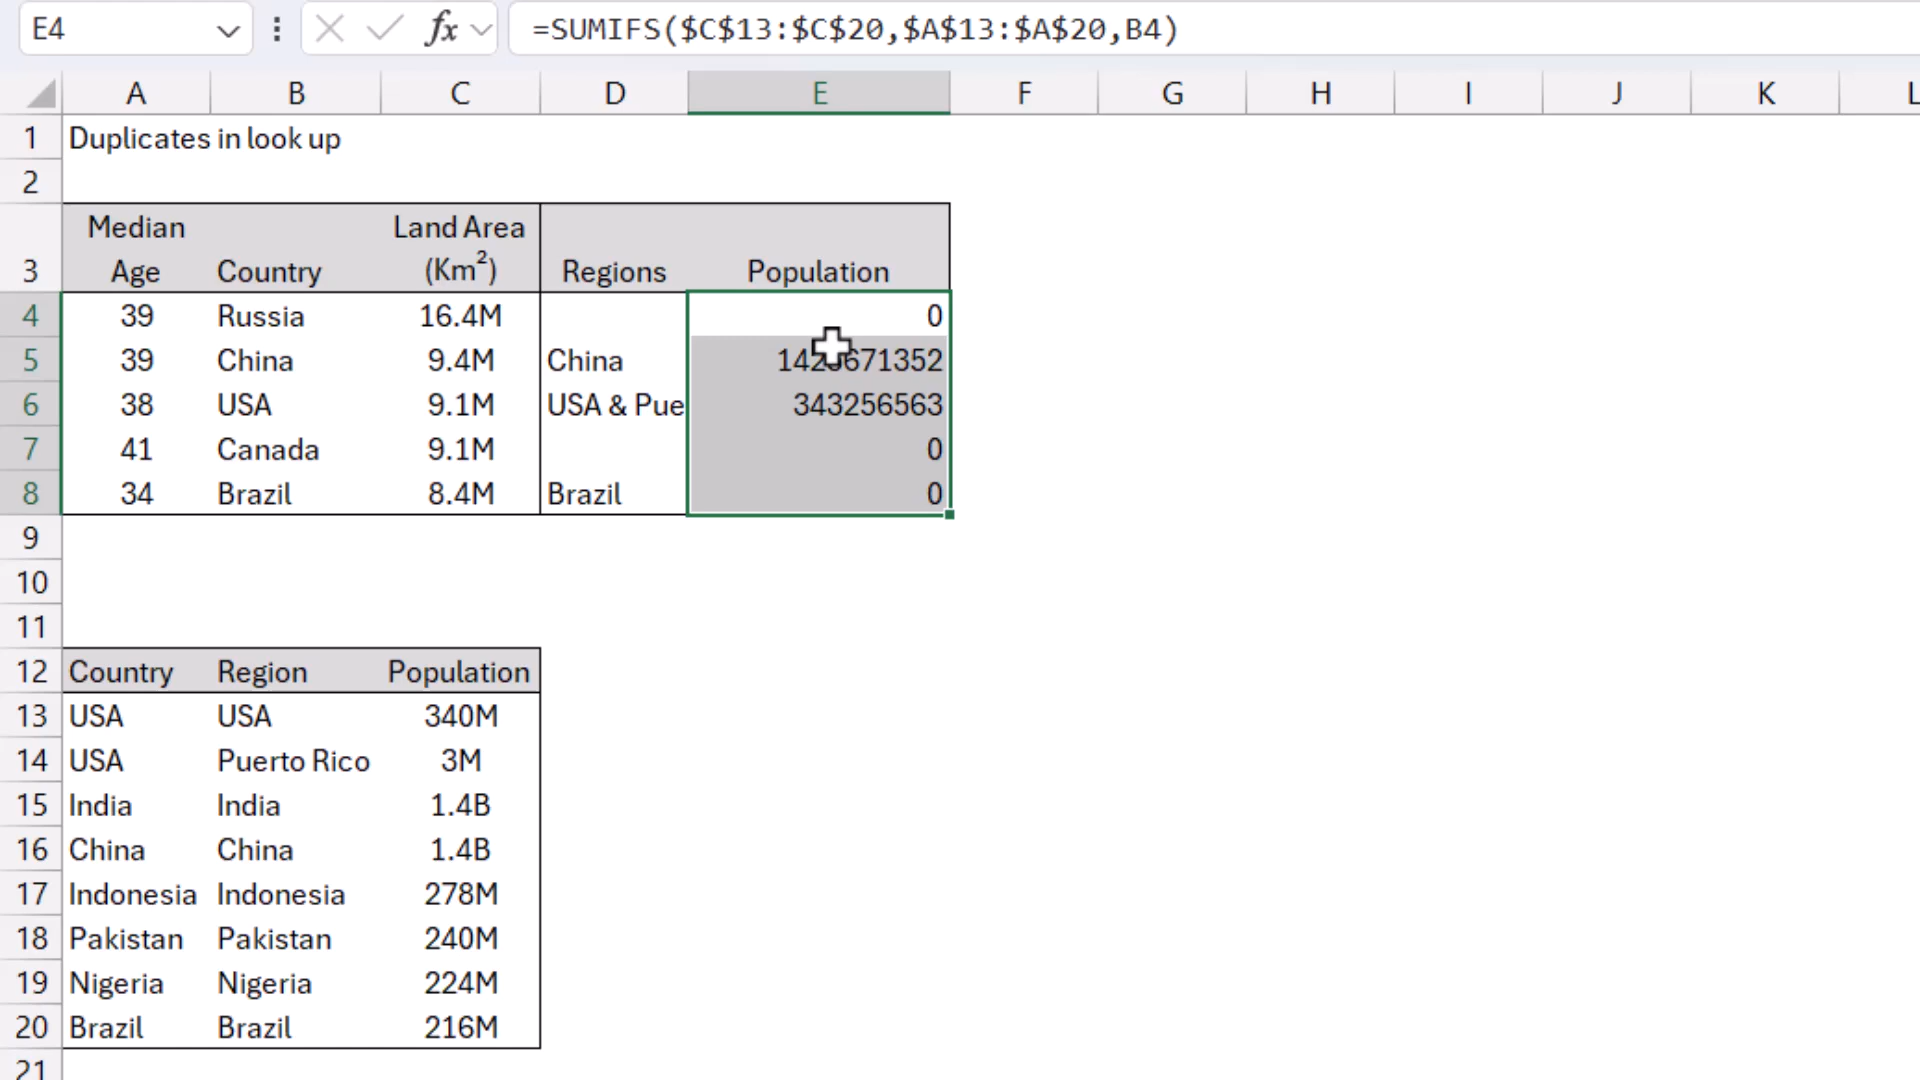 E4 fx =SUMIFS($C$13:$C$20,$A$13:$A$20,B4)
A B C D E F G H I J K L
1 Duplicates in look up
2
Median Land Area
3 Age Country (Km²) Regions Population
4 39 Russia 16.4M 0
5 39 China 9.4M China
6 38 USA 9.1M USA & Pue 343256563
7 41 Canada 9.1M 0
8 34 Brazil 8.4M Brazil 0
9
10
11
12 Country Region Population
13 USA USA 340M
14 USA Puerto Rico 3M
15 India India 1.4B
16 China China 1.4B
17 Indonesia Indonesia 278M
18 Pakistan Pakistan 240M
19 Nigeria Nigeria 224M
20 Brazil Brazil 216M
21